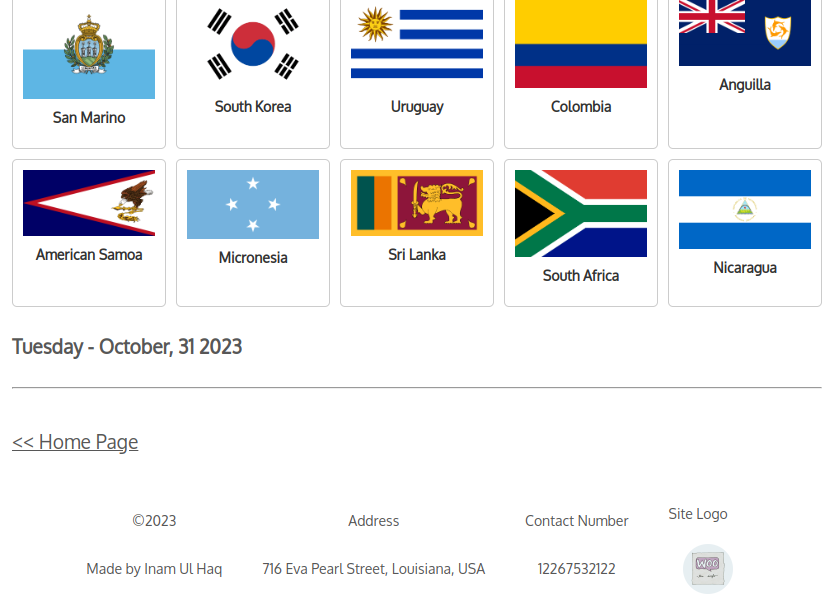 San Marino
South Korea
Uruguay
Colombia
Anguilla
American Samoa
Micronesia
Sri Lanka
South Africa
Nicaragua
Tuesday - October, 31 2023
<< Home Page
©2023
Address
Contact Number
Site Logo
Made by Inam Ul Haq
716 Eva Pearl Street, Louisiana, USA
12267532122
WOO